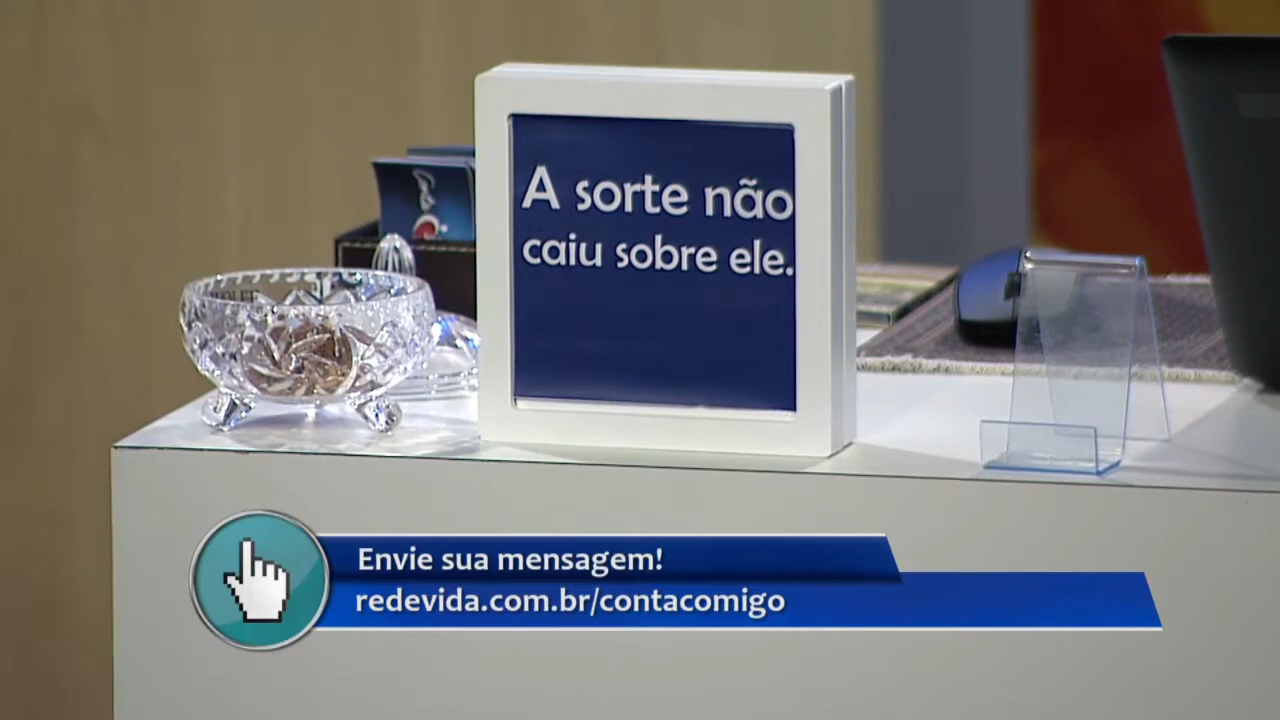 A sorte não
caiu sobre ele.
Envie sua mensagem!
redevida.com.br/contacomigo